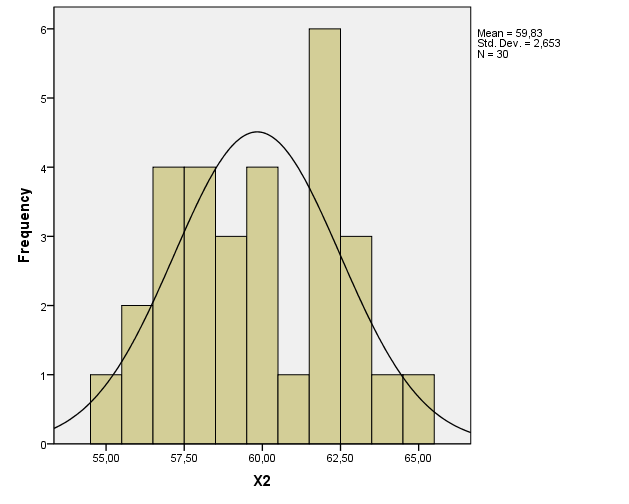 Mean = 59,83
Std. Dev. = 2,653
N = 30
Frequency
6
5
4
3
2
1
0
55,00 57,50 60,00 62,50 65,00
X2